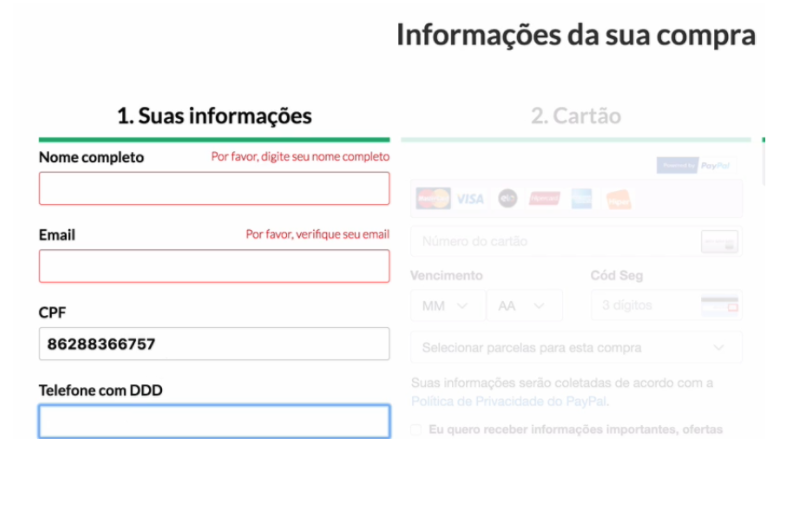 Informações da sua compra
1. Suas informações
Nome completo
Por favor, digite seu nome completo
Email
Por favor, verifique seu email
CPF
86288366757
Telefone com DDD
2. Cartão
Powered by PayPal
VISA
elo
Número do cartão
Vencimento
Cód Seg
MM
AA
3 dígitos
Selecionar parcelas para esta compra
Suas informações serão coletadas de acordo com a
Política de Privacidade do PayPal.
Eu quero receber informações importantes, ofertas